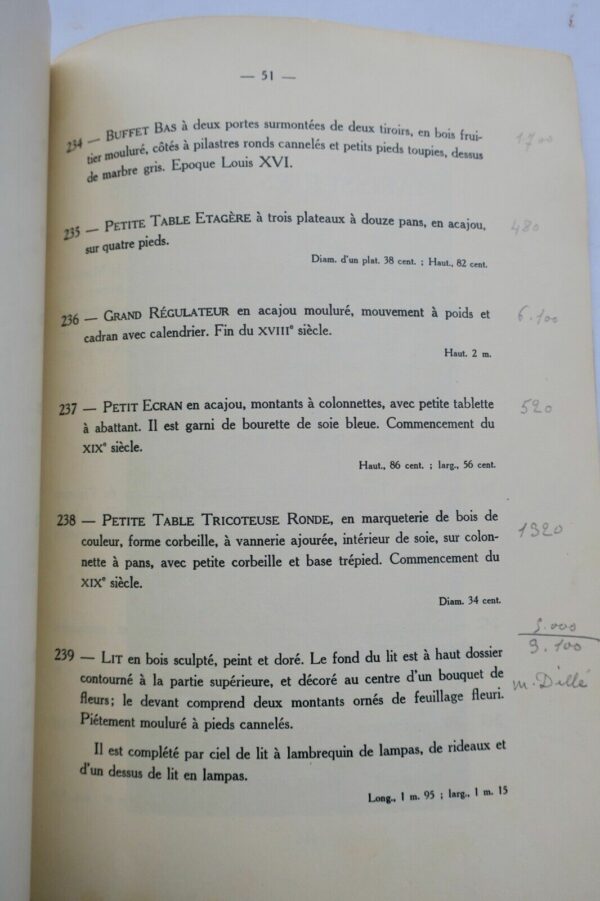 — 51 —
234 — BUFFET BAS à deux portes surmontées de deux tiroirs, en bois frui-
tier mouluré, côtés à pilastres ronds cannelés et petits pieds toupies, dessus
de marbre gris. Epoque Louis XVI.
1700
235 — PETITE TABLE ETAGÈRE à trois plateaux à douze pans, en acajou,
sur quatre pieds.
480
Diam. d'un plat. 38 cent. ; Haut., 82 cent.
236 — GRAND RÉGULATEUR en acajou mouluré, mouvement à poids et
cadran avec calendrier. Fin du XVIIIe siècle.
6.100
Haut. 2 m.
237 — PETIT ECRAN en acajou, montants à colonnettes, avec petite tablette
à abattant. Il est garni de bourette de soie bleue. Commencement du
XIXe siècle.
520
Haut., 86 cent. ; larg., 56 cent.
238 — PETITE TABLE TRICOTEUSE RONDE, en marqueterie de bois de
couleur, forme corbeille, à vannerie ajourée, intérieur de soie, sur colon-
nette à pans, avec petite corbeille et base trépied. Commencement du
XIXe siècle.
1320
Diam. 34 cent.
239 — LIT en bois sculpté, peint et doré. Le fond du lit est à haut dossier
contourné à la partie supérieure, et décoré au centre d'un bouquet de
fleurs; le devant comprend deux montants ornés de feuillage fleuri.
Piétement mouluré à pieds cannelés.
.000
9.100
m. Dillé
Il est complété par ciel de lit à lambrequin de lampas, de rideaux et
d'un dessus de lit en lampas.
Long., 1 m. 95 ; larg., 1 m. 15